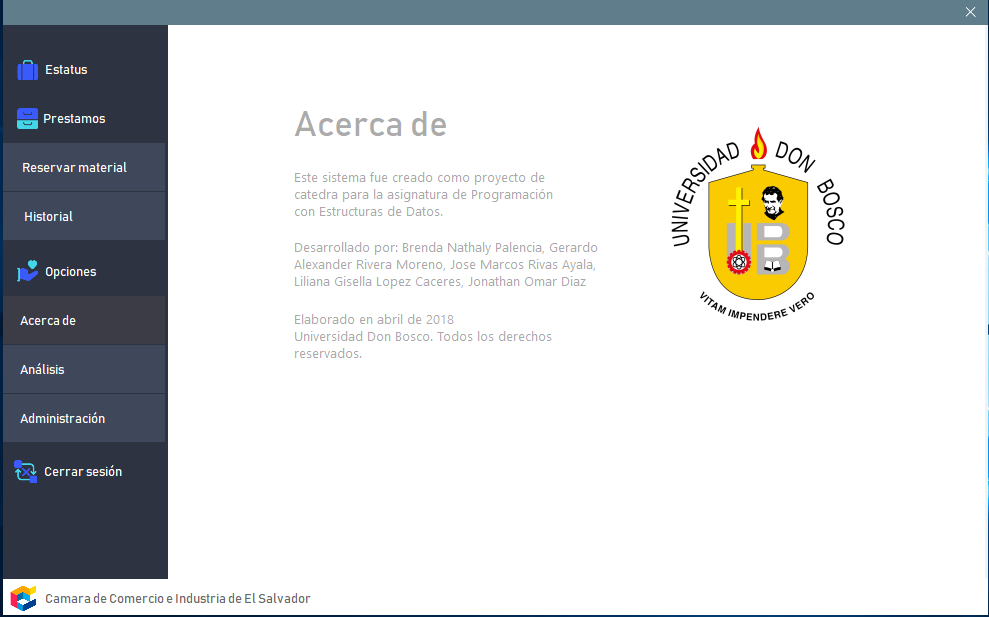 Estatus
Prestamos
Reservar material
Historial
Opciones
Acerca de
Análisis
Administración
Cerrar sesión
Acerca de
Este sistema fue creado como proyecto de
catedra para la asignatura de Programación
con Estructuras de Datos.
Desarrollado por: Brenda Nathaly Palencia, Gerardo
Alexander Rivera Moreno, Jose Marcos Rivas Ayala,
Liliana Gisella Lopez Caceres, Jonathan Omar Diaz
Elaborado en abril de 2018
Universidad Don Bosco. Todos los derechos
reservados.
UNIVERSIDAD DON BOSCO
UDB
VITAM IMPENDERE VERO
Camara de Comercio e Industria de El Salvador